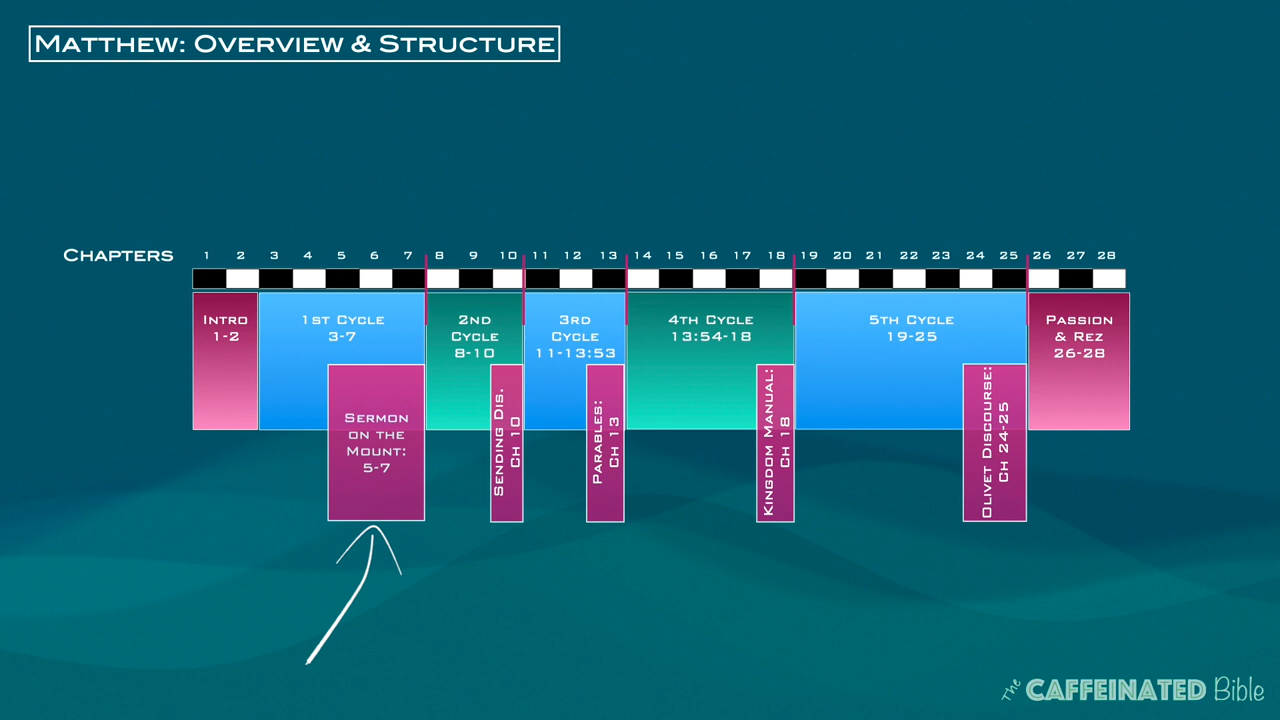 Matthew: Overview & Structure
Chapters 1 2 3 4 5 6 7 8 9 10 11 12 13 14 15 16 17 18 19 20 21 22 23 24 25 26 27 28
Intro
1-2
1st Cycle
3-7
2nd
Cycle
8-10
3rd
Cycle
11-13:53
4th Cycle
13:54-18
5th Cycle
19-25
Passion
& Rez
26-28
Sermon
on the
Mount:
5-7
Sending Dis.
Ch 10
Parables:
Ch 13
Kingdom Manual:
Ch 18
Olivet Discourse:
Ch 24-25
The CAFFEINATED Bible